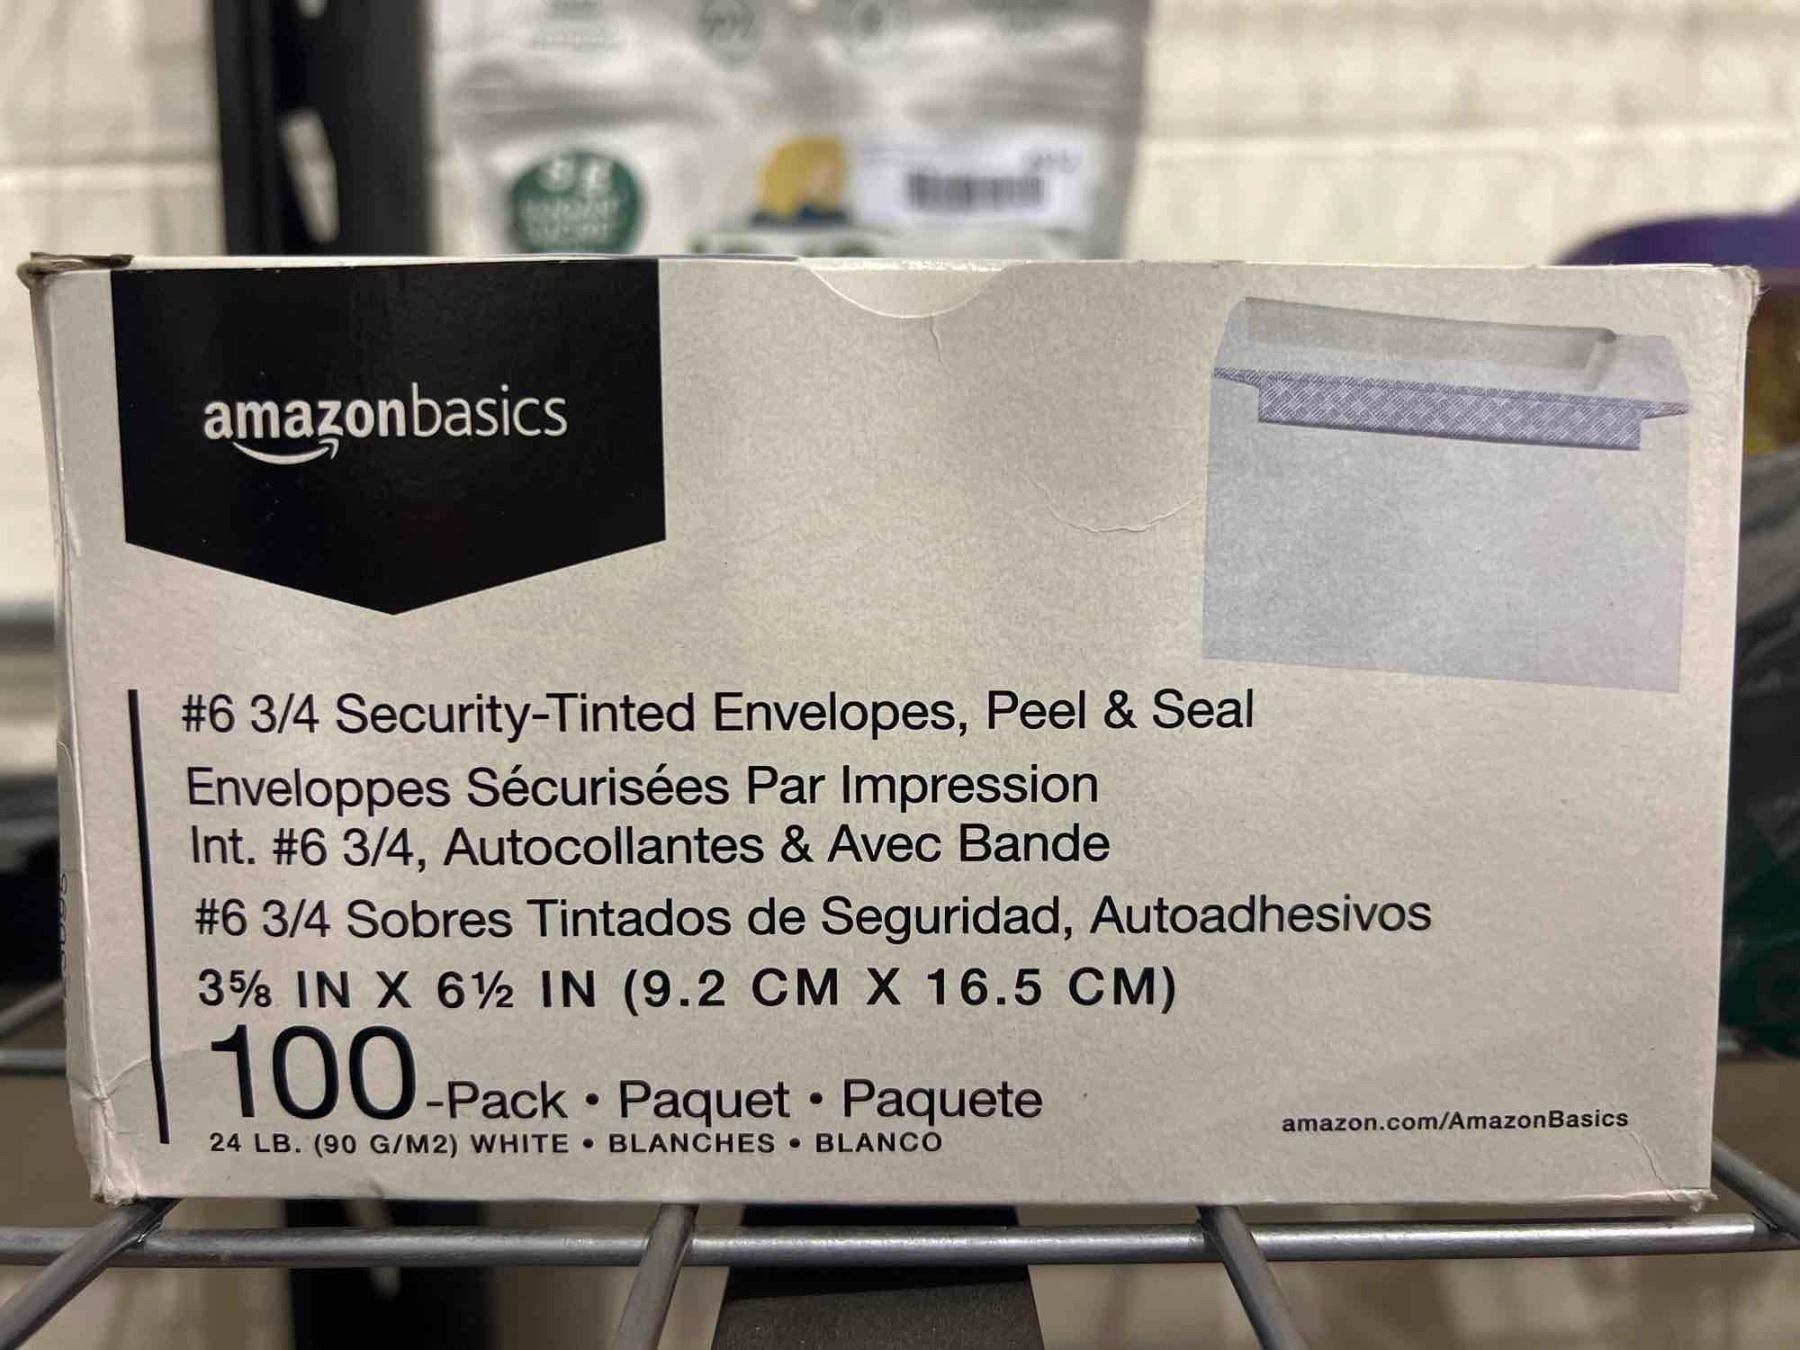 amazonbasics
#6 3/4 Security-Tinted Envelopes, Peel & Seal
Enveloppes Sécurisées Par Impression
Int. #6 3/4, Autocollantes & Avec Bande
#6 3/4 Sobres Tintados de Seguridad, Autoadhesivos
3⅝ IN X 6½ IN (9.2 CM X 16.5 CM)
100-Pack • Paquet • Paquete
24 LB. (90 G/M2) WHITE • BLANCHES • BLANCO
amazon.com/AmazonBasics